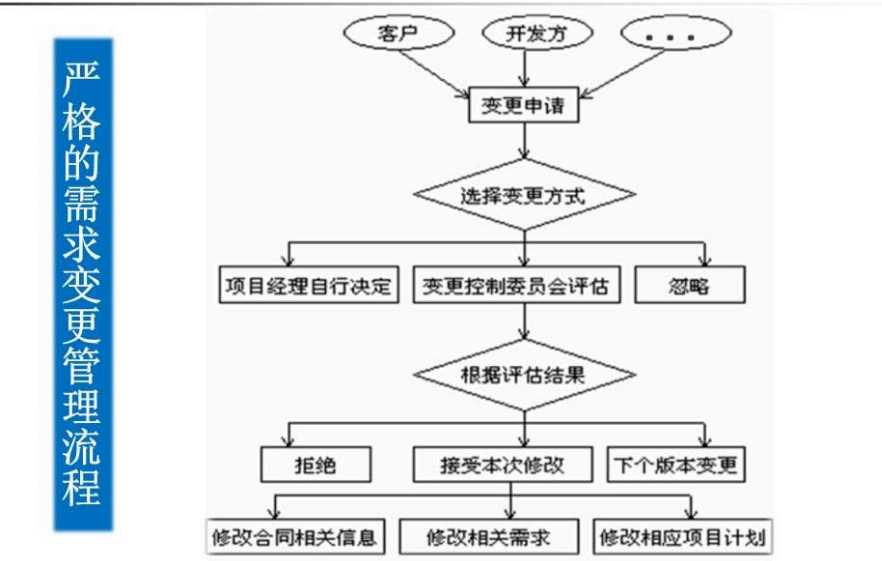 严格的需求变更管理流程
客户 开发方 ...
变更申请
选择变更方式
项目经理自行决定 变更控制委员会评估 忽略
根据评估结果
拒绝 接受本次修改 下个版本变更
修改合同相关信息 修改相关需求 修改相应项目计划